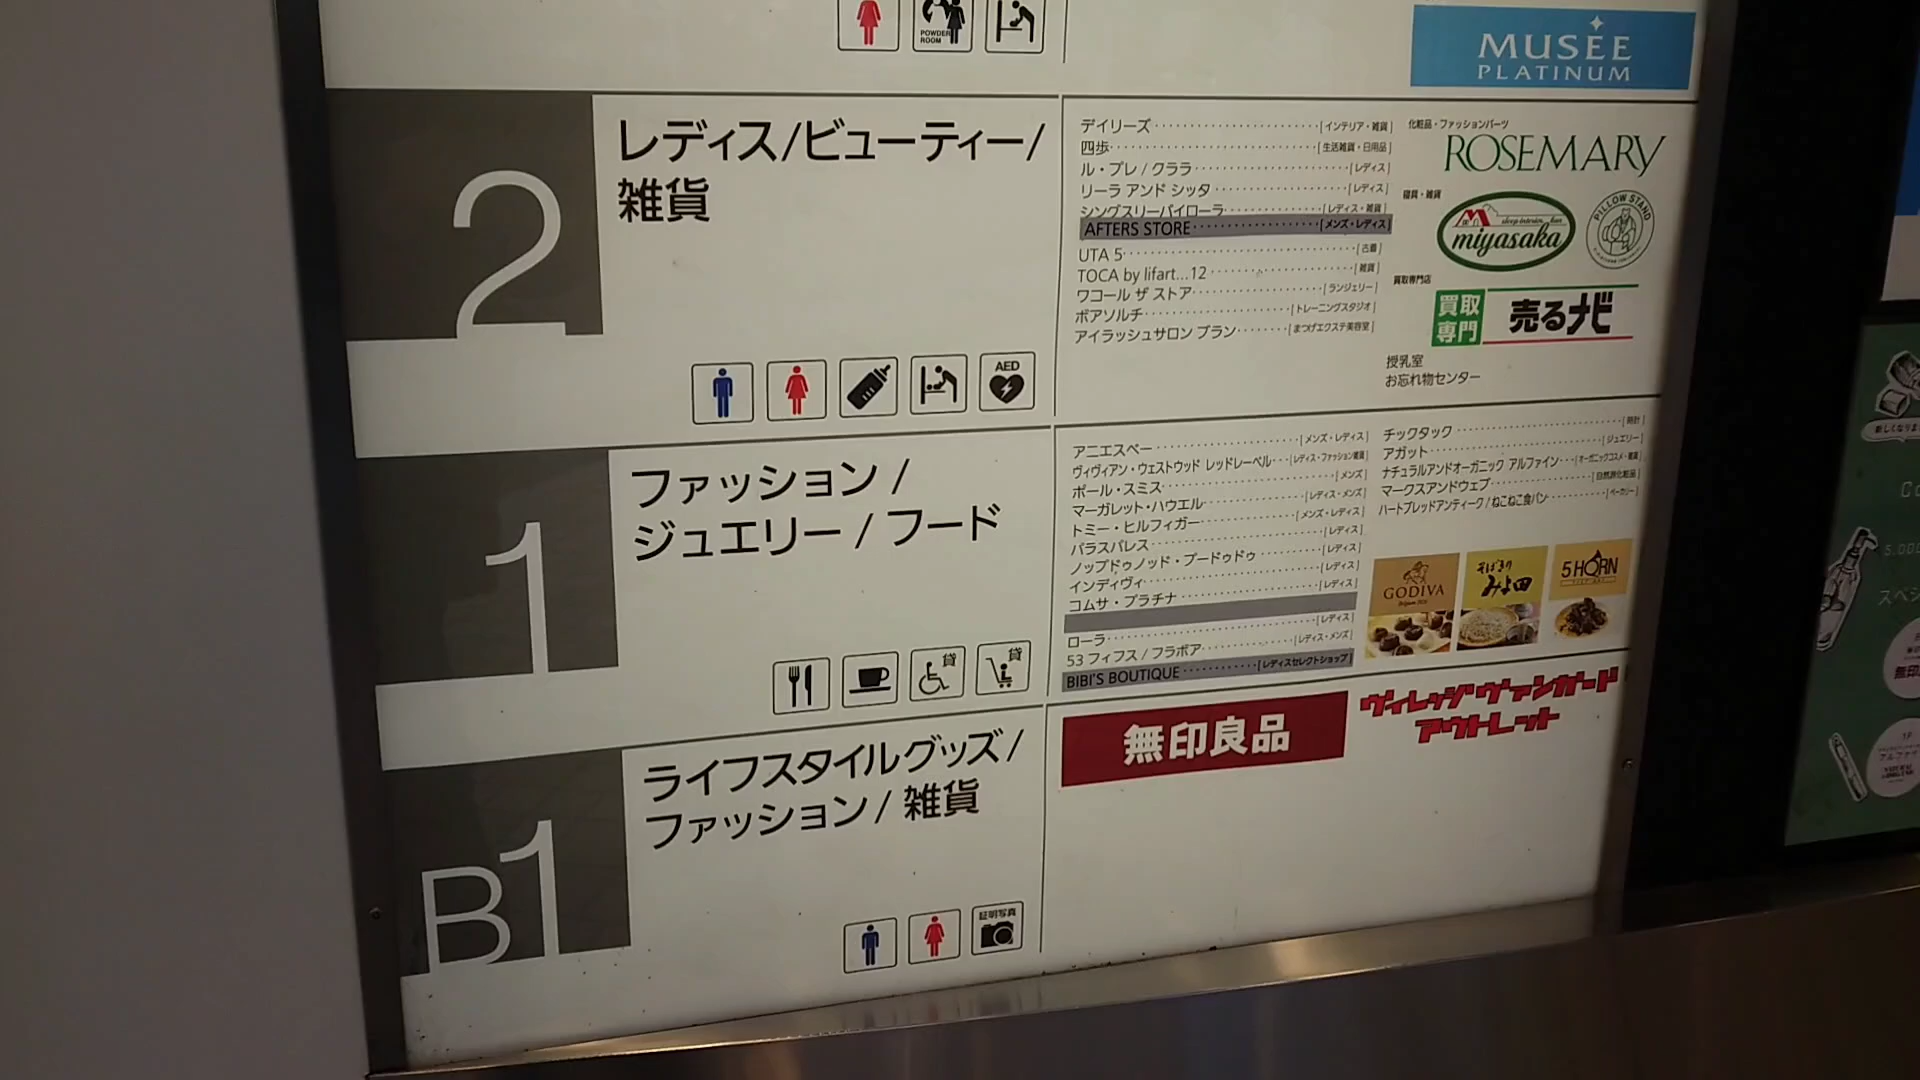 POWDER ROOM
MUSÉE
PLATINUM
2
レディス/ビューティー/
雑貨
AED
デイリーズ [インテリア・雑貨]
四歩 [生活雑貨・日用品]
ル・プレ / クララ [レディス]
リーラ アンド シッタ [レディス]
シングスリーバイローラ [レディス・雑貨]
AFTERS STORE [メンズ・レディス]
UTA 5 [古着]
TOCA by lifart...12 [雑貨]
ワコール ザ ストア [ランジェリー]
ボアソルチ [トレーニングスタジオ]
アイラッシュサロン ブラン [まつげエクステ美容室]
化粧品・ファッションパーツ
ROSEMARY
寝具・雑貨
miyasaka
PILLOW STAND
買取専門店
買取専門 売るナビ
授乳室
お忘れ物センター
1
ファッション /
ジュエリー / フード
貸
貸
アニエスベー [メンズ・レディス]
ヴィヴィアン・ウェストウッド レッドレーベル [レディス・ファッション雑貨]
ポール・スミス [メンズ]
マーガレット・ハウエル [レディス・メンズ]
トミー・ヒルフィガー [メンズ・レディス]
パラスパレス [レディス]
ノップドゥノッド・プードゥドゥ [レディス]
インディヴィ [レディス]
コムサ・プラチナ [レディス]
ローラ [レディス]
53 フィフス / フラボア [レディス・メンズ]
BIBI'S BOUTIQUE [レディスセレクトショップ]
チックタック [時計]
アガット [ジュエリー]
ナチュラルアンドオーガニック アルファイン [オーガニックコスメ・雑貨]
マークスアンドウェブ [自然派化粧品]
ハートブレッドアンティーク / ねこねこ食パン [ベーカリー]
GODIVA
そばきり
みよ田
5 HORN
B1
ライフスタイルグッズ/
ファッション/ 雑貨
証明写真
無印良品
ヴィレッジヴァンガード
アウトレット